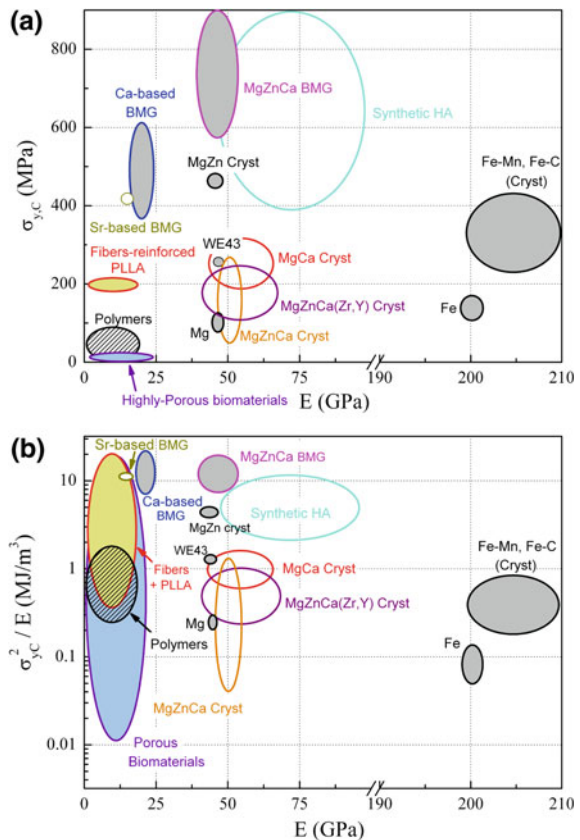 (a)
900
800
600
400
200
0
σy,C (MPa)
Ca-based
BMG
MgZnCa BMG
Synthetic HA
MgZn Cryst
Fe-Mn, Fe-C
(Cryst)
Sr-based BMG
Fibers-reinforced
PLLA
WE43
MgCa Cryst
MgZnCa(Zr,Y) Cryst
Polymers
Mg
MgZnCa Cryst
Fe
Highly-Porous biomaterials
0 25 50 75 190 200 210
E (GPa)
(b)
10
1
0.1
0.01
σ²yC / E (MJ/m³)
Sr-based BMG
MgZnCa BMG
Ca-based
BMG
Synthetic HA
MgZn cryst
WE43
Fe-Mn, Fe-C
(Cryst)
Fibers
+ PLLA
MgCa Cryst
MgZnCa(Zr,Y) Cryst
Mg
Polymers
Fe
MgZnCa Cryst
Porous
Biomaterials
0 25 50 75 190 200 210
E (GPa)